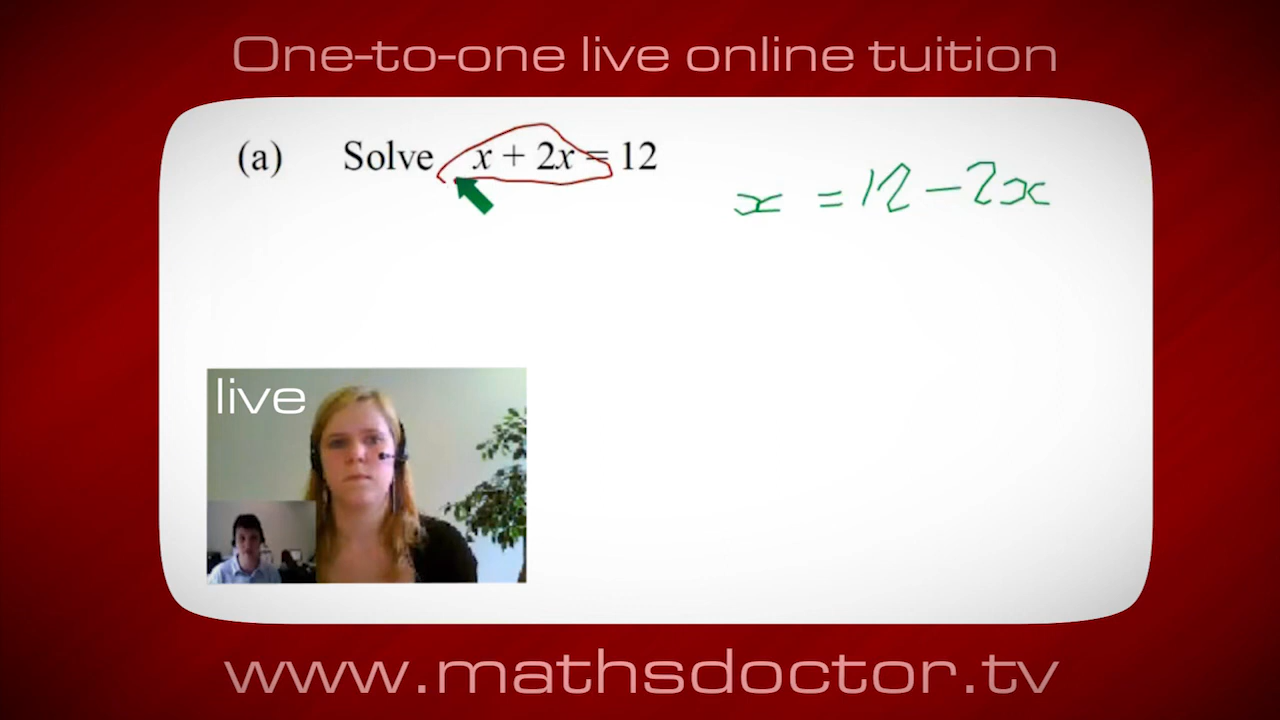 One-to-one live online tuition
(a) Solve x + 2x = 12
x = 12 - 2x
live
www.mathsdoctor.tv